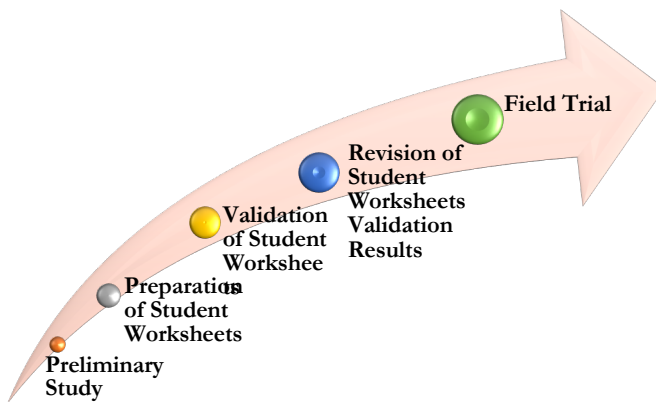 Preliminary
Study
Preparation
of Student
Worksheets
Validation
of Student
Workshee
ts
Revision of
Student
Worksheets
Validation
Results
Field Trial